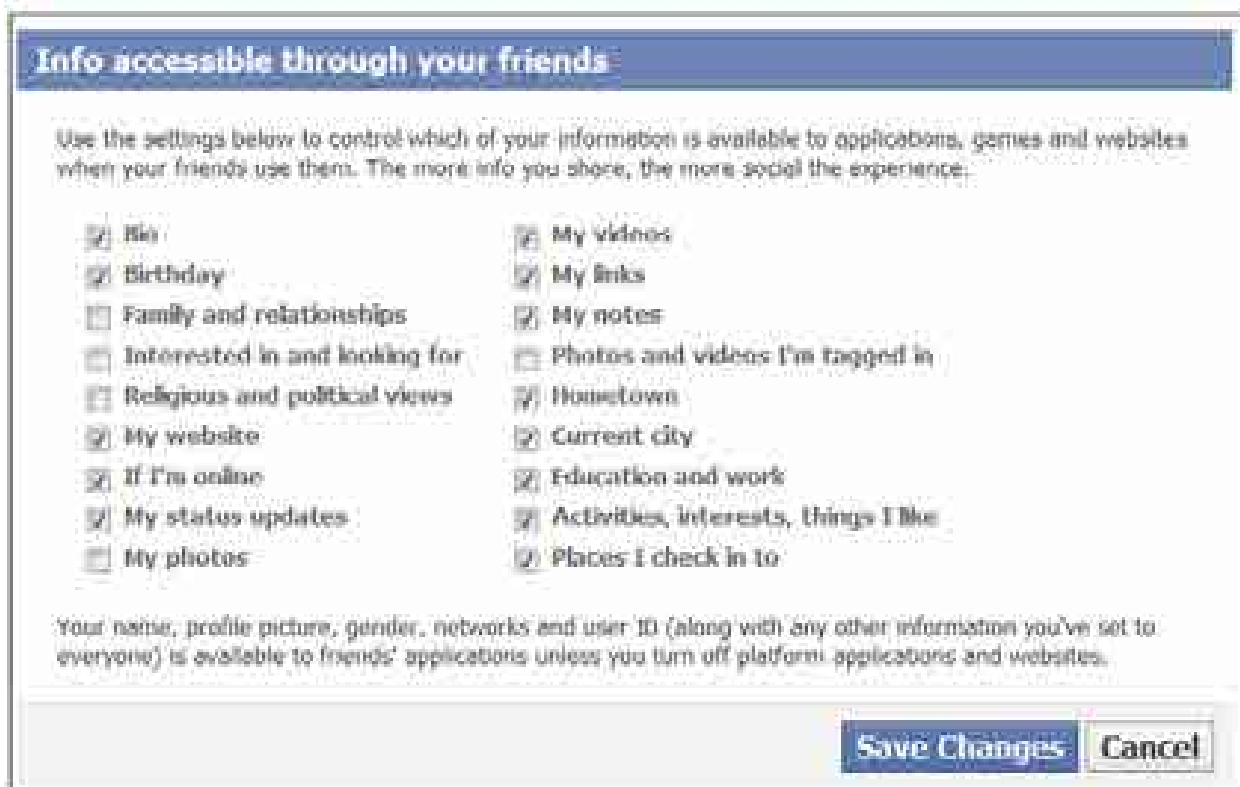 Info accessible through your friends
Use the settings below to control which of your information is available to applications, games and websites
when your friends use them. The more info you share, the more social the experience.
Bio
Birthday
Family and relationships
Interested in and looking for
Religious and political views
My website
If I'm online
My status updates
My photos
My videos
My links
My notes
Photos and videos I'm tagged in
Hometown
Current city
Education and work
Activities, interests, things I like
Places I check in to
Your name, profile picture, gender, networks and user ID (along with any other information you've set to
everyone) is available to friends' applications unless you turn off platform applications and websites.
Save Changes
Cancel